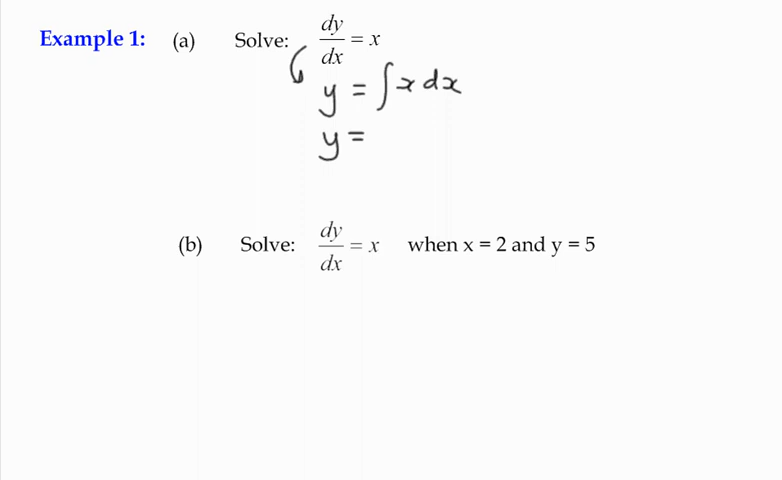 Example 1: (a) Solve: dy/dx = x
y = ∫x dx
y =
(b) Solve: dy/dx = x when x = 2 and y = 5